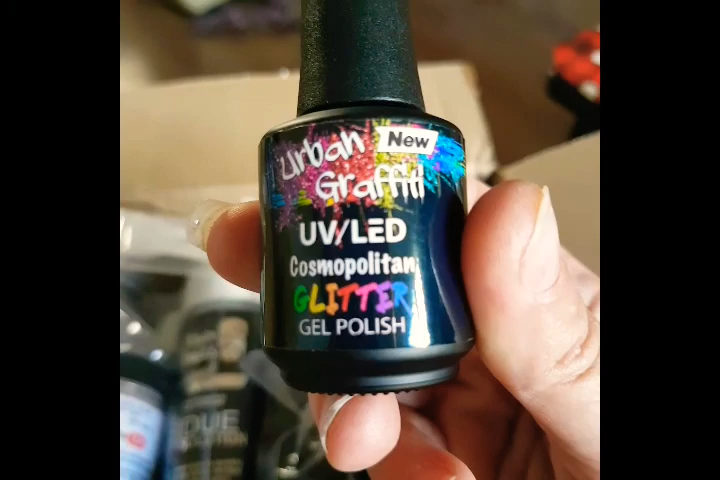 Urban New
Graffiti
UV/LED
Cosmopolitan
GLITTER
GEL POLISH